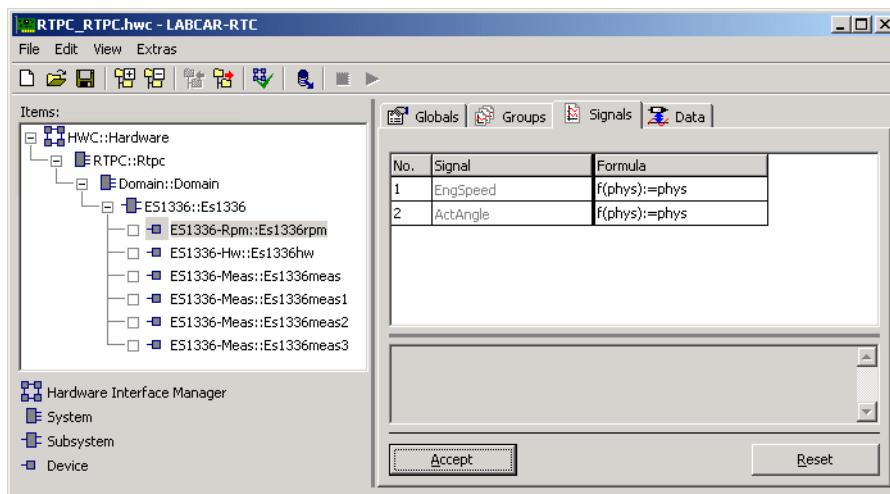 RTPC_RTPC.hwc - LABCAR-RTC
File Edit View Extras
Items:
HWC::Hardware
RTPC::Rtpc
Domain::Domain
ES1336::Es1336
ES1336-Rpm::Es1336rpm
ES1336-Hw::Es1336hw
ES1336-Meas::Es1336meas
ES1336-Meas::Es1336meas1
ES1336-Meas::Es1336meas2
ES1336-Meas::Es1336meas3
Hardware Interface Manager
System
Subsystem
Device
Globals Groups Signals Data
No. Signal Formula
1 EngSpeed f(phys):=phys
2 ActAngle f(phys):=phys
Accept Reset